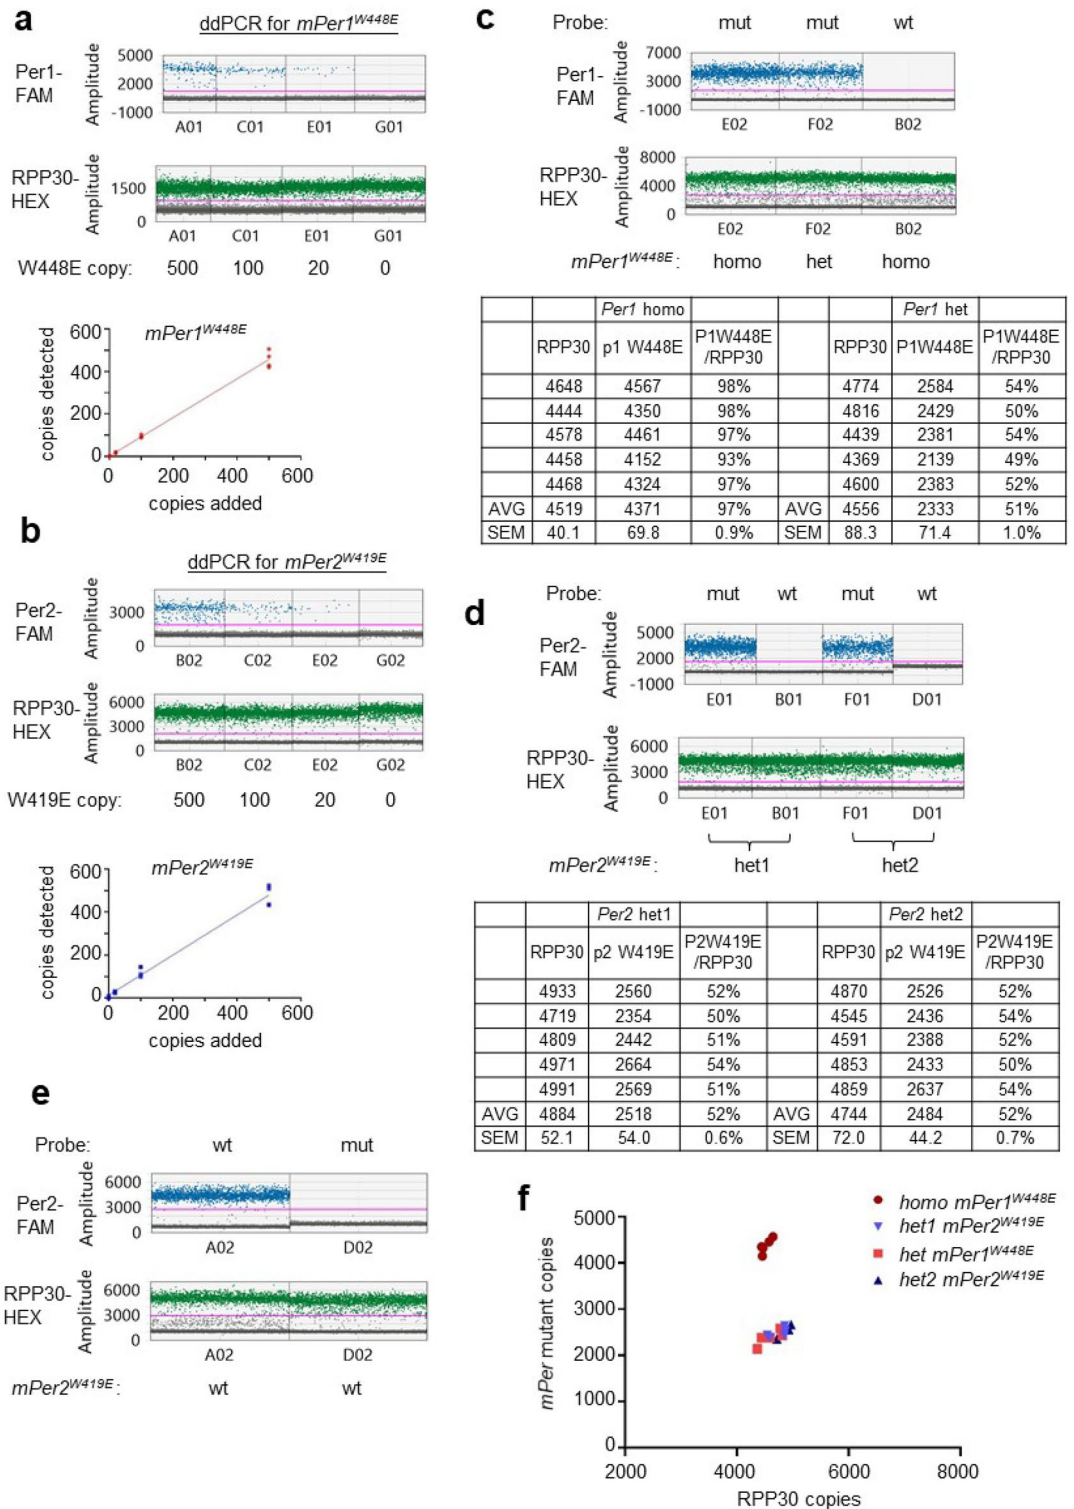 a
ddPCR for mPer1W448E
Per1-
FAM
Amplitude
5000
2000
-1000
A01 C01 E01 G01
RPP30-
HEX
Amplitude
1500
0
A01 C01 E01 G01
W448E copy: 500 100 20 0
mPer1W448E
copies detected
600
400
200
0
0 200 400 600
copies added
b
ddPCR for mPer2W419E
Per2-
FAM
Amplitude
3000
0
B02 C02 E02 G02
RPP30-
HEX
Amplitude
6000
3000
0
B02 C02 E02 G02
W419E copy: 500 100 20 0
mPer2W419E
copies detected
600
400
200
0
0 200 400 600
copies added
c
Probe: mut mut wt
Per1-
FAM
Amplitude
7000
3000
-1000
E02 F02 B02
RPP30-
HEX
Amplitude
8000
4000
0
E02 F02 B02
mPer1W448E: homo het homo
Per1 homo Per1 het
RPP30 p1 W448E P1W448E/RPP30 RPP30 P1W448E P1W448E/RPP30
4648 4567 98% 4774 2584 54%
4444 4350 98% 4816 2429 50%
4578 4461 97% 4439 2381 54%
4458 4152 93% 4369 2139 49%
4468 4324 97% 4600 2383 52%
AVG 4519 4371 97% AVG 4556 2333 51%
SEM 40.1 69.8 0.9% SEM 88.3 71.4 1.0%
d
Probe: mut wt mut wt
Per2-
FAM
Amplitude
5000
2000
-1000
E01 B01 F01 D01
RPP30-
HEX
Amplitude
6000
3000
0
E01 B01 F01 D01
mPer2W419E: het1 het2
Per2 het1 Per2 het2
RPP30 p2 W419E P2W419E/RPP30 RPP30 p2 W419E P2W419E/RPP30
4933 2560 52% 4870 2526 52%
4719 2354 50% 4545 2436 54%
4809 2442 51% 4591 2388 52%
4971 2664 54% 4853 2433 50%
4991 2569 51% 4859 2637 54%
AVG 4884 2518 52% AVG 4744 2484 52%
SEM 52.1 54.0 0.6% SEM 72.0 44.2 0.7%
e
Probe: wt mut
Per2-
FAM
Amplitude
6000
3000
0
A02 D02
RPP30-
HEX
Amplitude
6000
3000
0
A02 D02
mPer2W419E: wt wt
f
homo mPer1W448E
het1 mPer2W419E
het mPer1W448E
het2 mPer2W419E
mPer mutant copies
5000
4000
3000
2000
1000
0
2000 4000 6000 8000
RPP30 copies